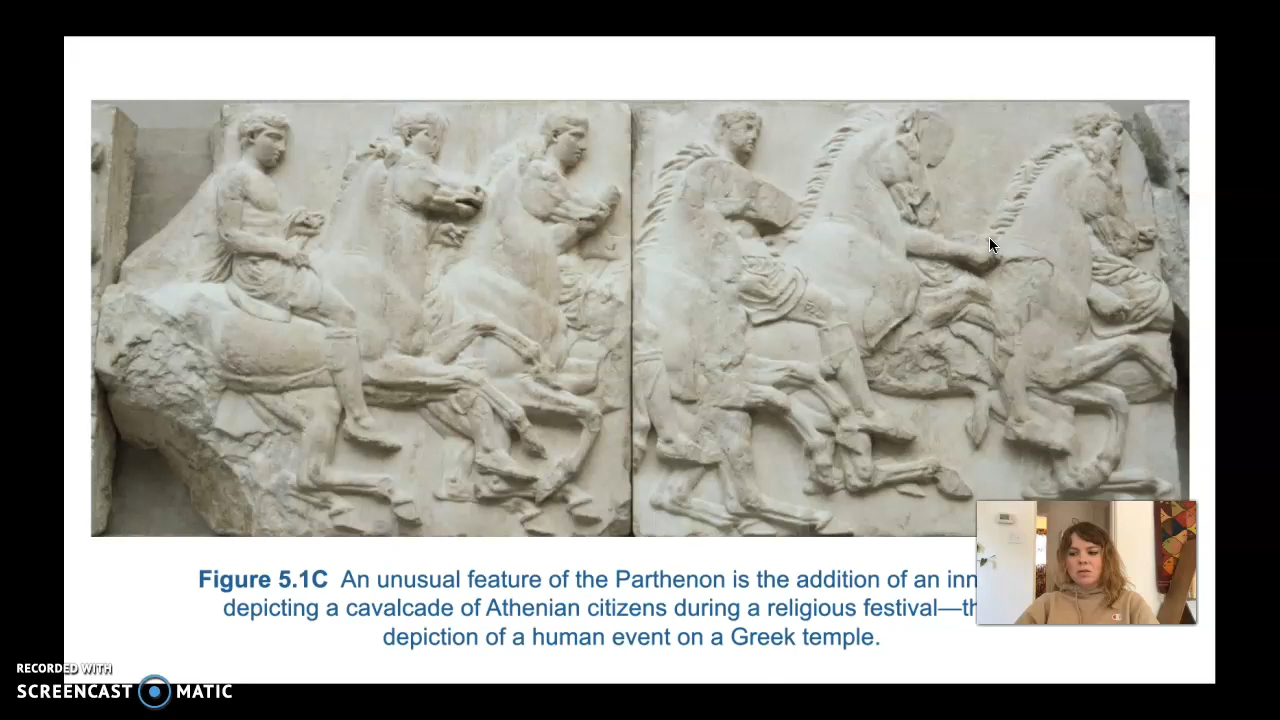 Figure 5.1C An unusual feature of the Parthenon is the addition of an
depicting a cavalcade of Athenian citizens during a religious festival—
depiction of a human event on a Greek temple.
RECORDED WITH
SCREENCAST MATIC